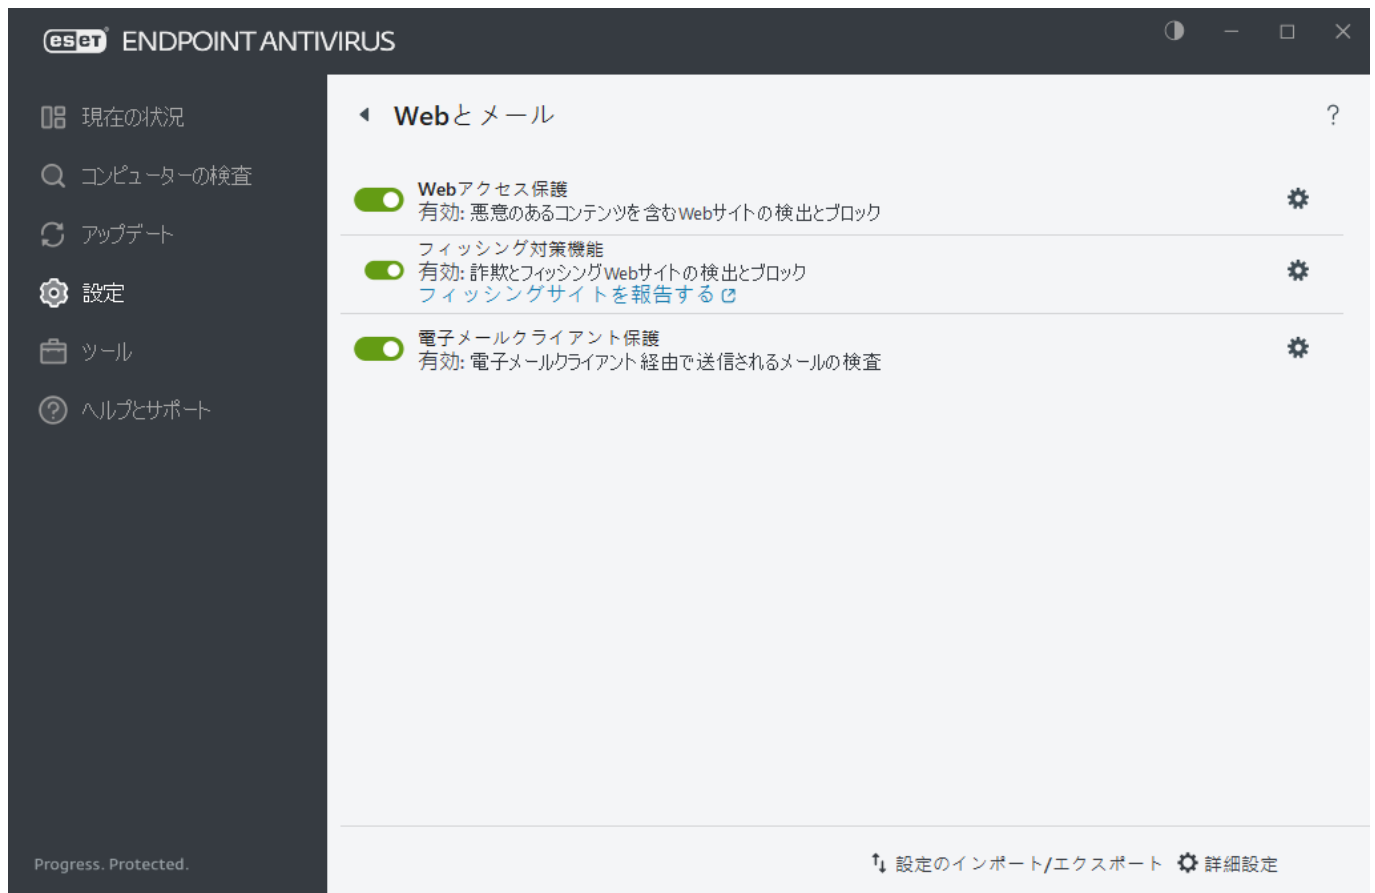 eset ENDPOINT ANTIVIRUS
現在の状況
コンピューターの検査
アップデート
設定
ツール
ヘルプとサポート
Progress. Protected.
Webとメール
?
Webアクセス保護
有効: 悪意のあるコンテンツを含むWebサイトの検出とブロック
フィッシング対策機能
有効: 詐欺とフィッシングWebサイトの検出とブロック
フィッシングサイトを報告する
電子メールクライアント保護
有効: 電子メールクライアント経由で送信されるメールの検査
設定のインポート/エクスポート 詳細設定